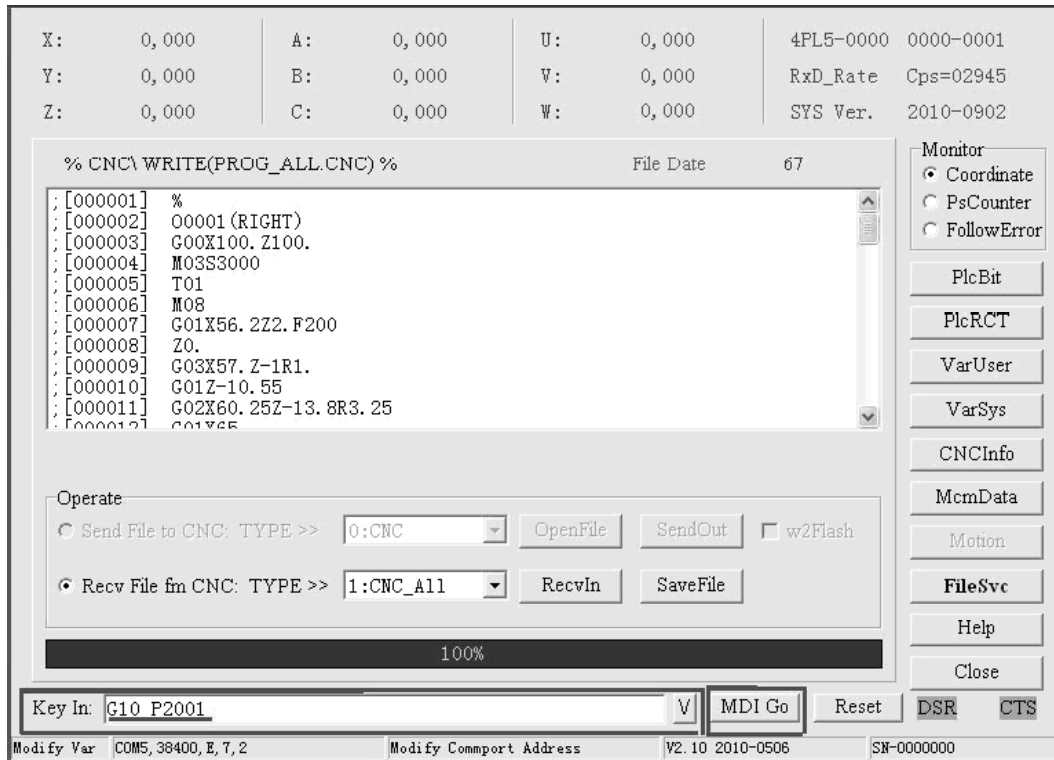 X: 0,000 A: 0,000 U: 0,000 4PL5-0000 0000-0001
Y: 0,000 B: 0,000 V: 0,000 RxD_Rate Cps=02945
Z: 0,000 C: 0,000 W: 0,000 SYS Ver. 2010-0902
% CNC\ WRITE(PROG_ALL.CNC) % File Date 67
;[000001] %
;[000002] O0001(RIGHT)
;[000003] G00X100.Z100.
;[000004] M03S3000
;[000005] T01
;[000006] M08
;[000007] G01X56.2Z2.F200
;[000008] Z0.
;[000009] G03X57.Z-1R1.
;[000010] G01Z-10.55
;[000011] G02X60.25Z-13.8R3.25
;[000012] G01X65
Monitor
Coordinate
PsCounter
FollowError
PlcBit
PlcRCT
VarUser
VarSys
CNCInfo
McmData
Motion
FileSvc
Help
Close
Operate
Send File to CNC: TYPE >> 0:CNC OpenFile SendOut w2Flash
Recv File fm CNC: TYPE >> 1:CNC_All RecvIn SaveFile
100%
Key In: G10 P2001 V MDI Go Reset DSR CTS
Modify Var COM5,38400,E,7,2 Modify Commport Address V2.10 2010-0506 SN-0000000